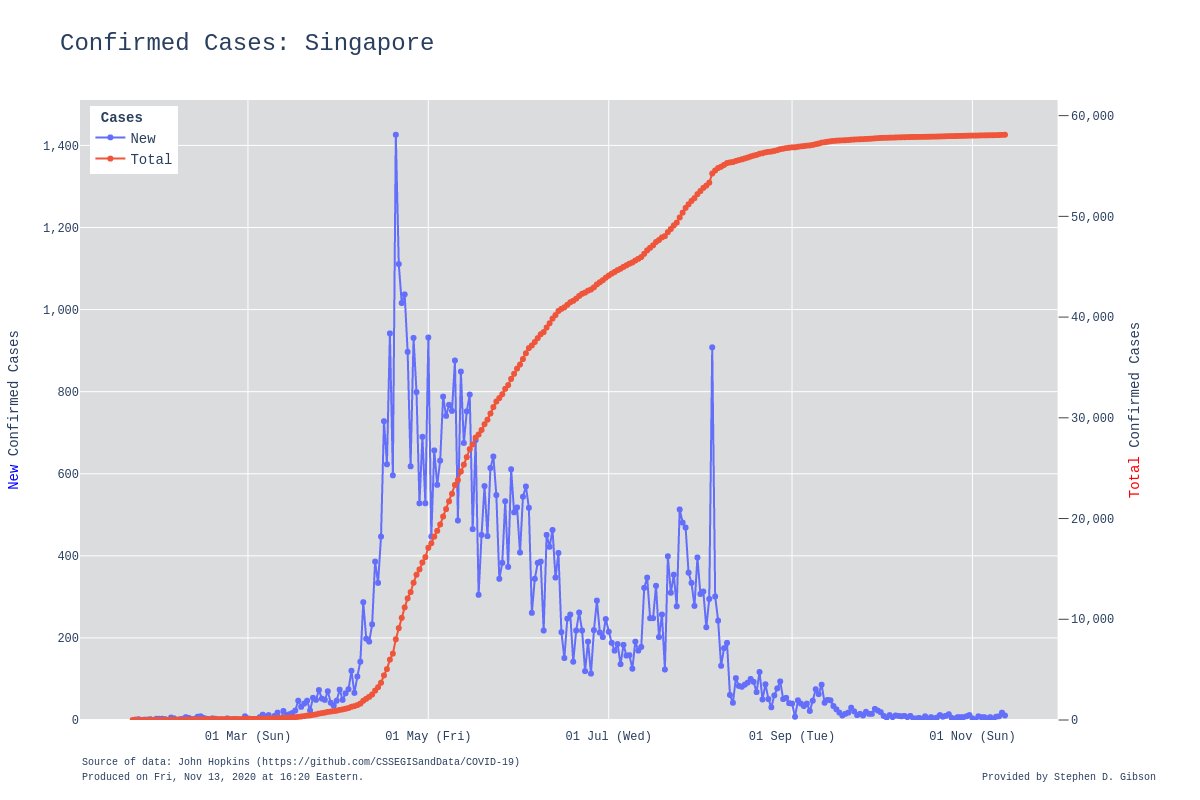 Confirmed Cases: Singapore
Cases
New
Total
1,400
1,200
1,000
800
600
400
200
0
60,000
50,000
40,000
30,000
20,000
10,000
0
New Confirmed Cases
Total Confirmed Cases
01 Mar (Sun)
01 May (Fri)
01 Jul (Wed)
01 Sep (Tue)
01 Nov (Sun)
Source of data: John Hopkins (https://github.com/CSSEGISandData/COVID-19)
Produced on Fri, Nov 13, 2020 at 16:20 Eastern.
Provided by Stephen D. Gibson